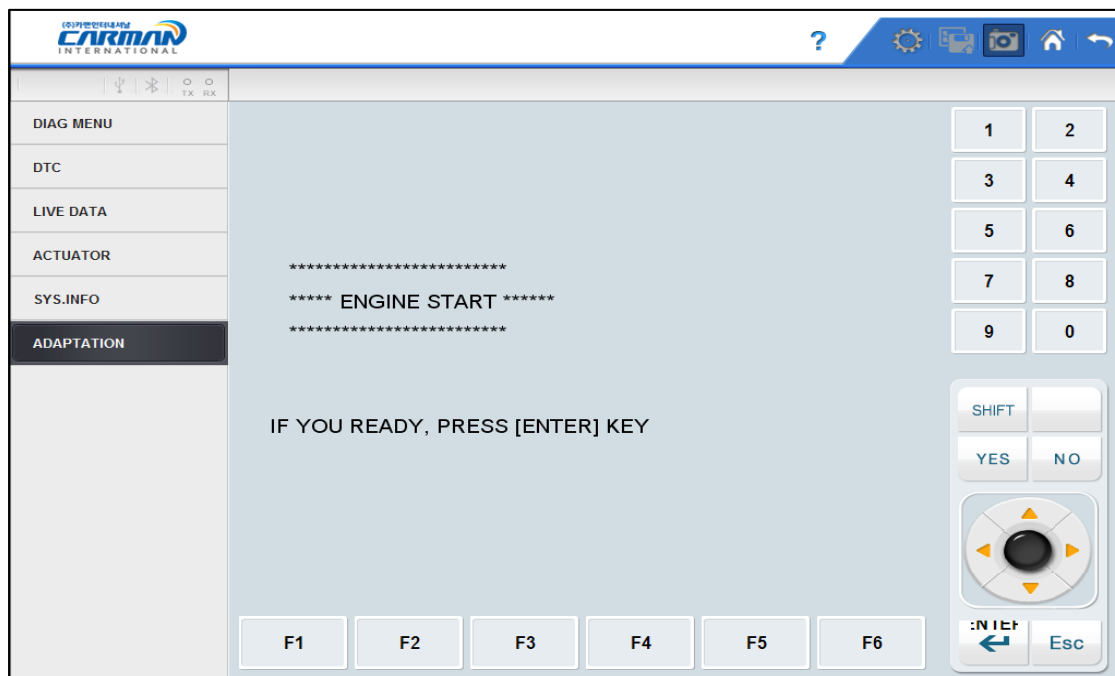 (주)카맨인터내셔날
CARMAN
INTERNATIONAL
?
TX RX
DIAG MENU
DTC
LIVE DATA
ACTUATOR
SYS.INFO
ADAPTATION
*************************
***** ENGINE START ******
*************************
IF YOU READY, PRESS [ENTER] KEY
1 2
3 4
5 6
7 8
9 0
SHIFT
YES NO
ENTER Esc
F1 F2 F3 F4 F5 F6